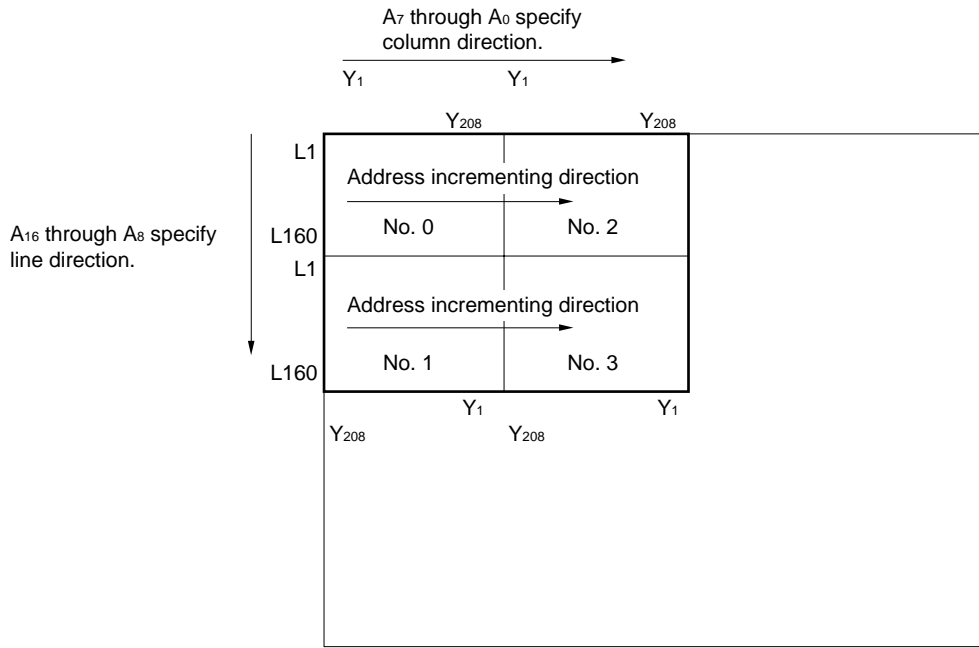 A7 through A0 specify
column direction.
Y1 Y1
Y208 Y208
L1
Address incrementing direction
No. 0 No. 2
L160
A16 through A8 specify
line direction.
L1
Address incrementing direction
No. 1 No. 3
L160
Y1 Y1
Y208 Y208